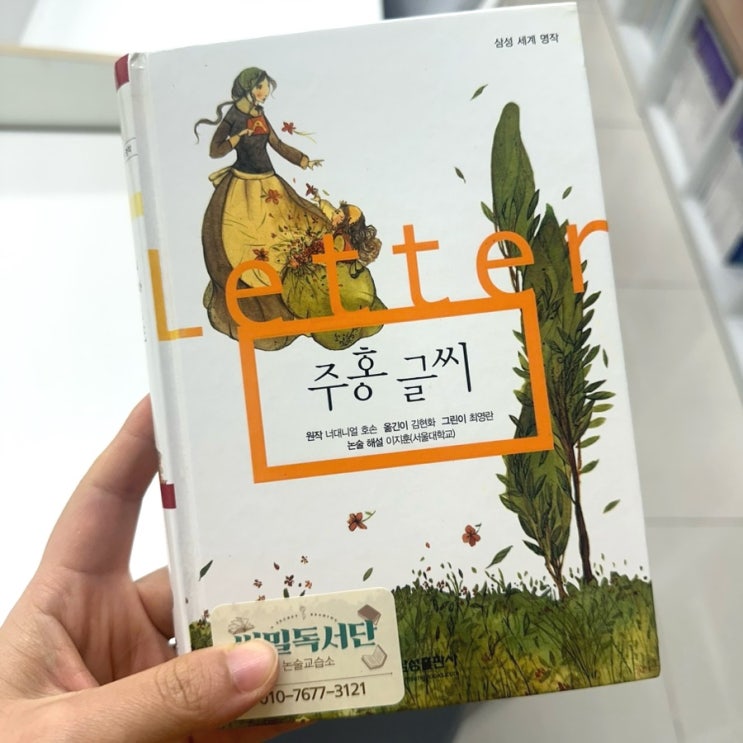 삼성 세계 명작
Letter
주홍 글씨
원작 너대니얼 호손 옮긴이 김현화 그린이 최영란
논술 해설 이지훈(서울대학교)
논술교습소
010-7677-3121